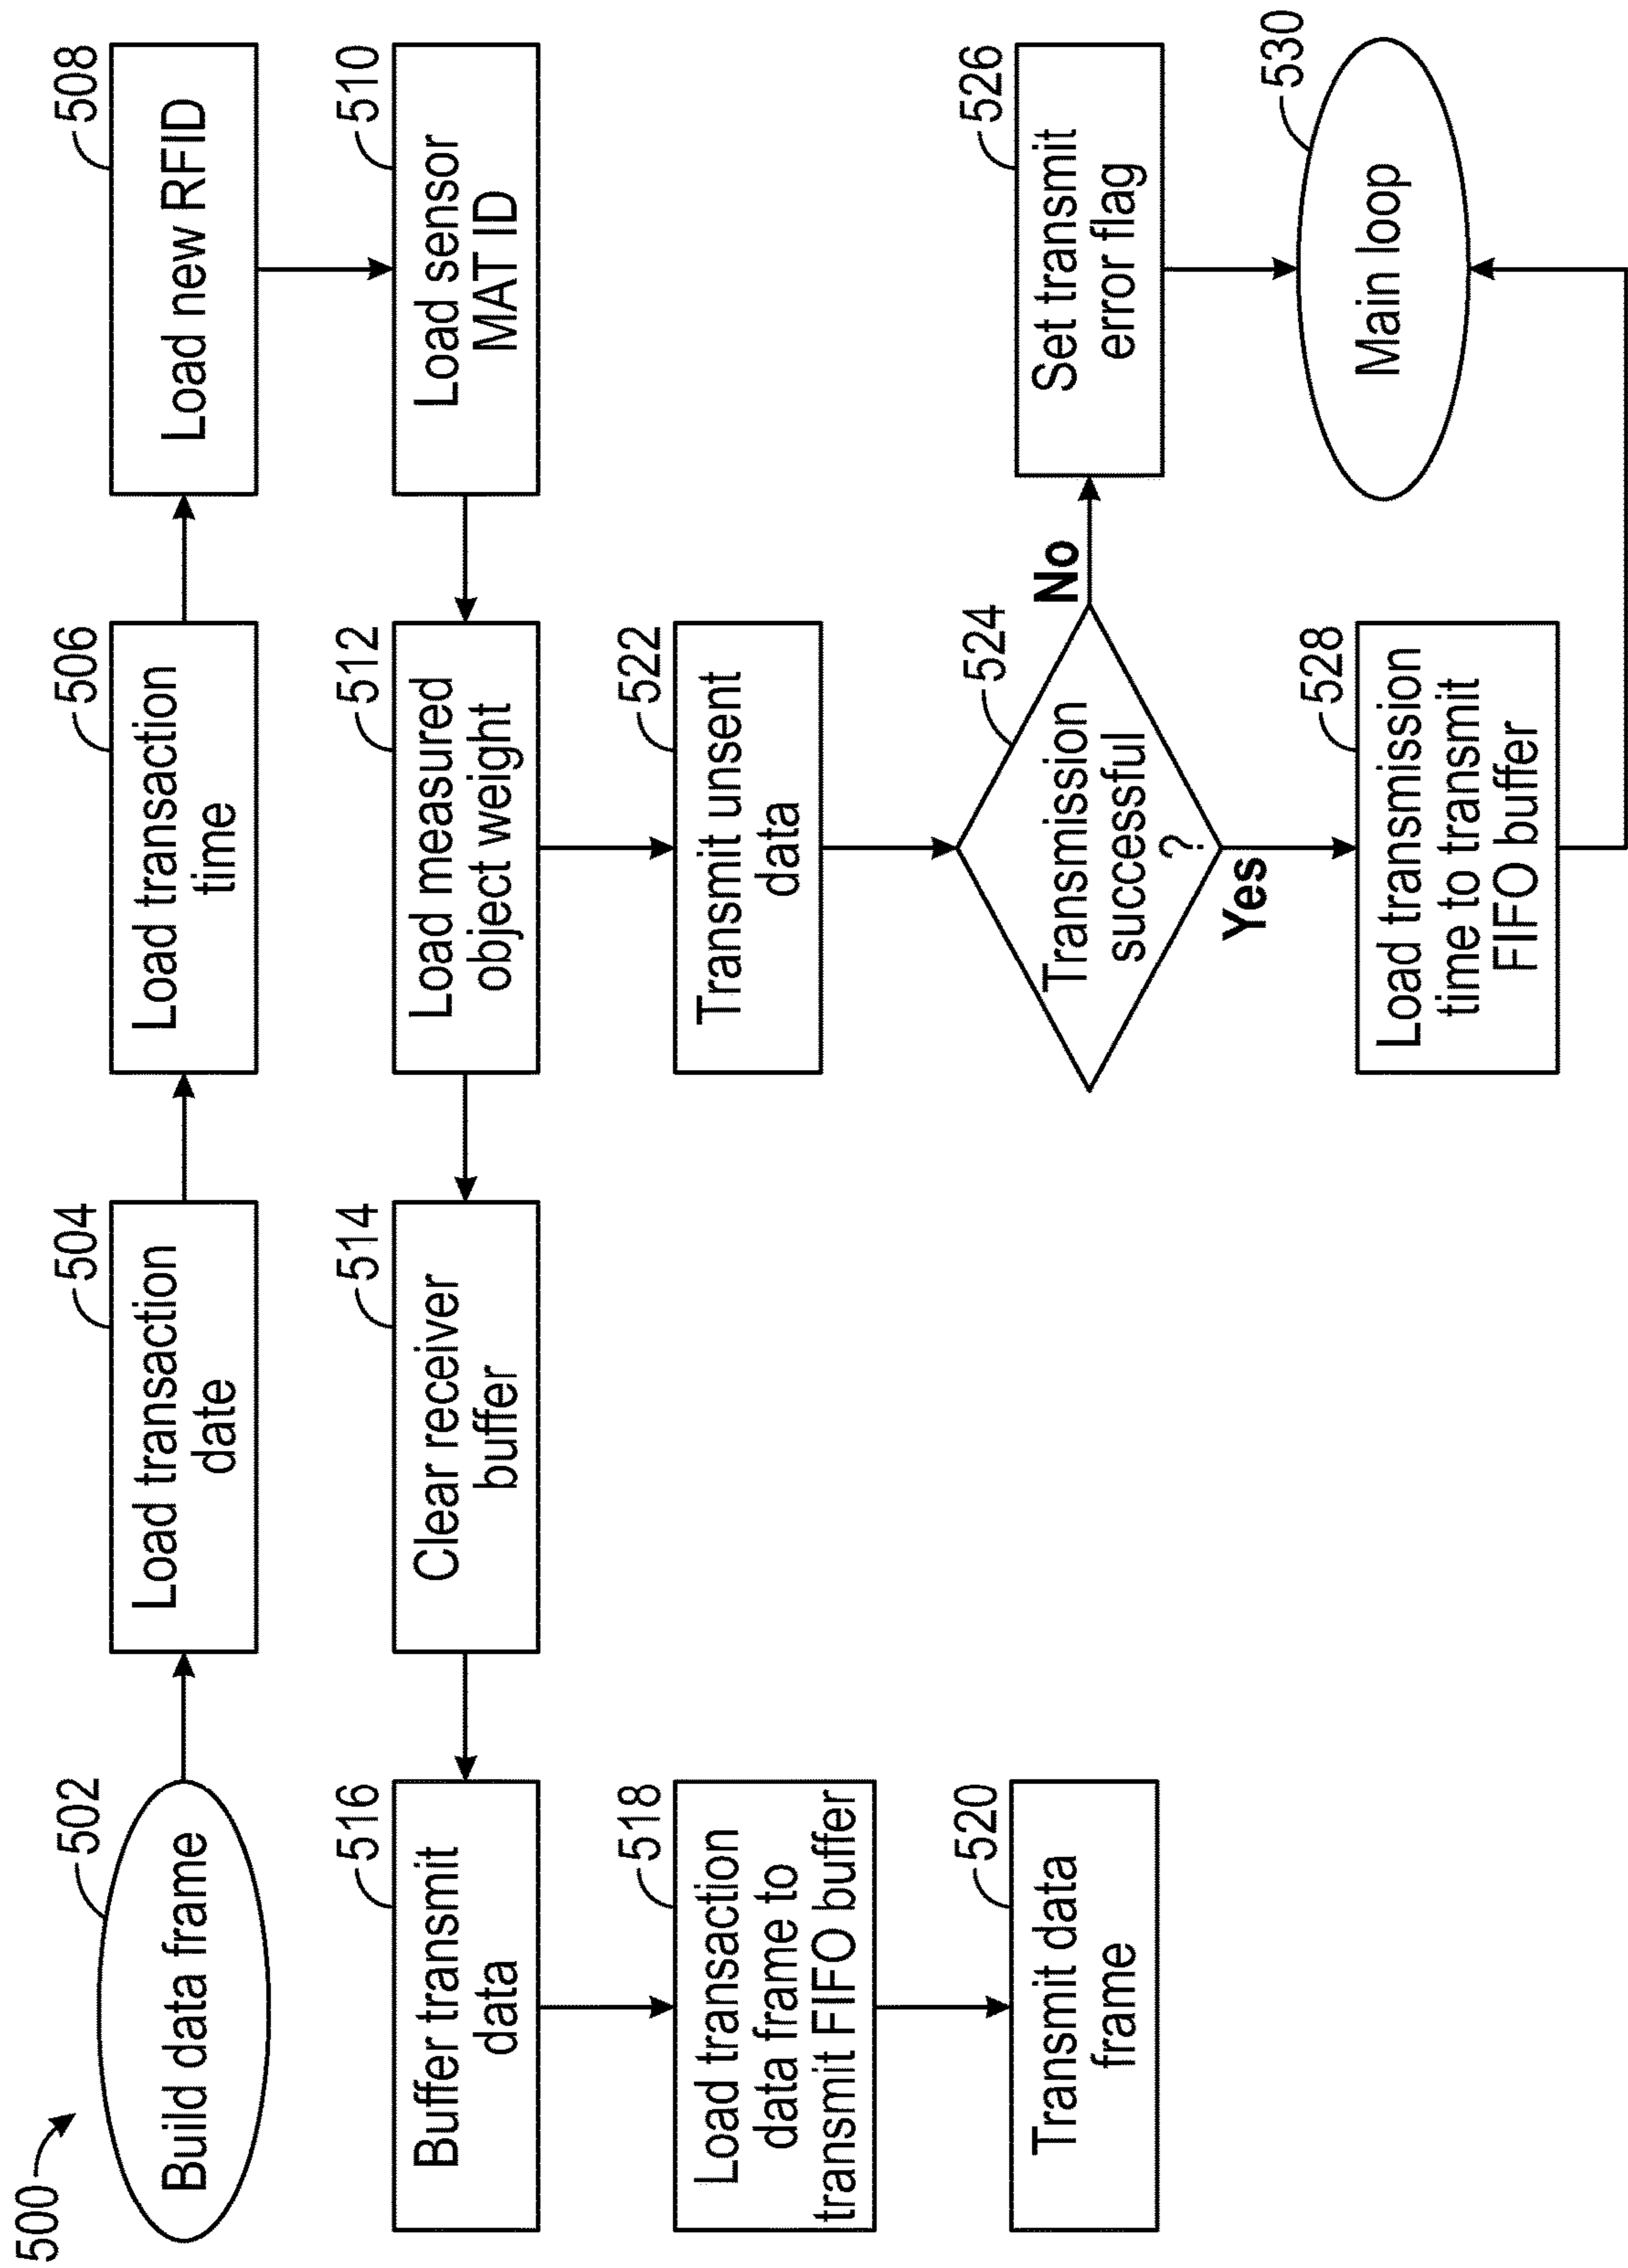 500
502
Build data frame
504
Load transaction
date
506
Load transaction
time
508
Load new RFID
510
Load sensor
MAT ID
512
Load measured
object weight
514
Clear receiver
buffer
516
Buffer transmit
data
518
Load transaction
data frame to
transmit FIFO buffer
520
Transmit data
frame
522
Transmit unsent
data
524
Transmission
successful
?
No
Yes
526
Set transmit
error flag
528
Load transmission
time to transmit
FIFO buffer
530
Main loop